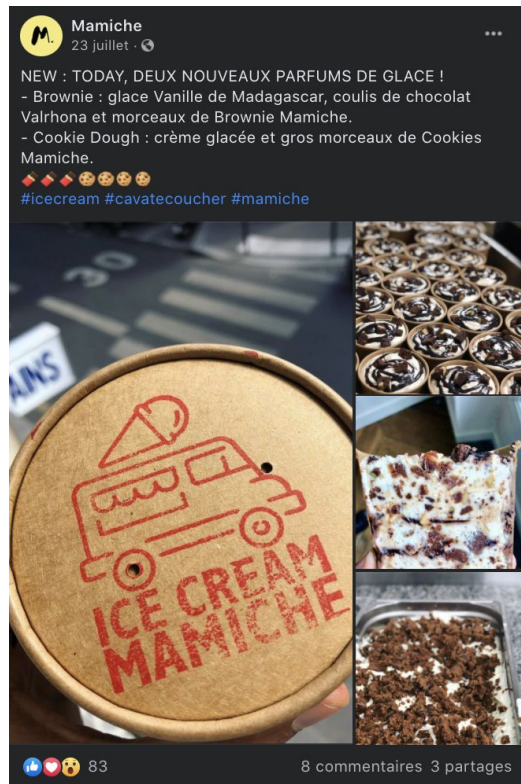 M.
Mamiche
23 juillet ·
NEW : TODAY, DEUX NOUVEAUX PARFUMS DE GLACE !
- Brownie : glace Vanille de Madagascar, coulis de chocolat
Valrhona et morceaux de Brownie Mamiche.
- Cookie Dough : crème glacée et gros morceaux de Cookies
Mamiche.
🍫🍫🍫🍪🍪🍪🍪
#icecream #cavatecoucher #mamiche
30
AINS
ICE CREAM
MAMICHE
83
8 commentaires 3 partages